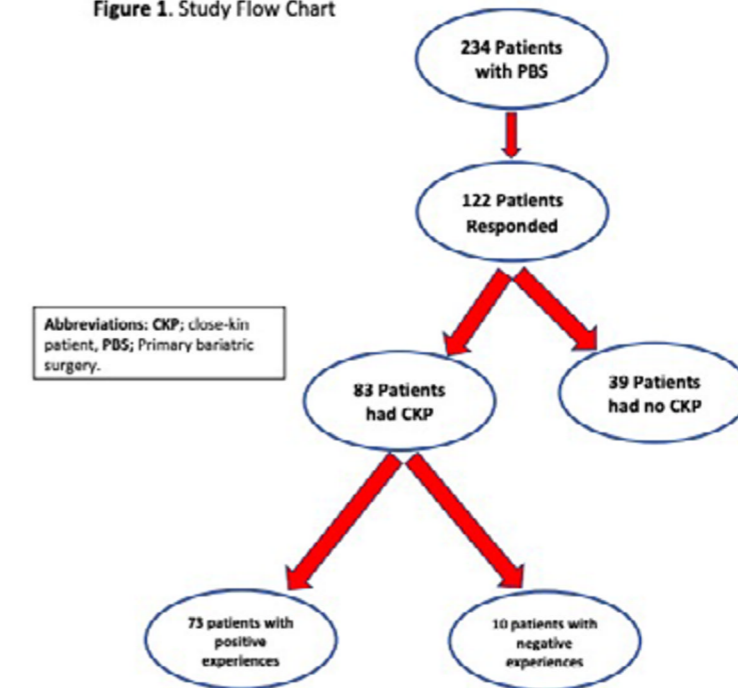 Figure 1. Study Flow Chart
234 Patients
with PBS
122 Patients
Responded
Abbreviations: CKP; close-kin
patient, PBS; Primary bariatric
surgery.
83 Patients
had CKP
39 Patients
had no CKP
73 patients with
positive
experiences
10 patients with
negative
experiences